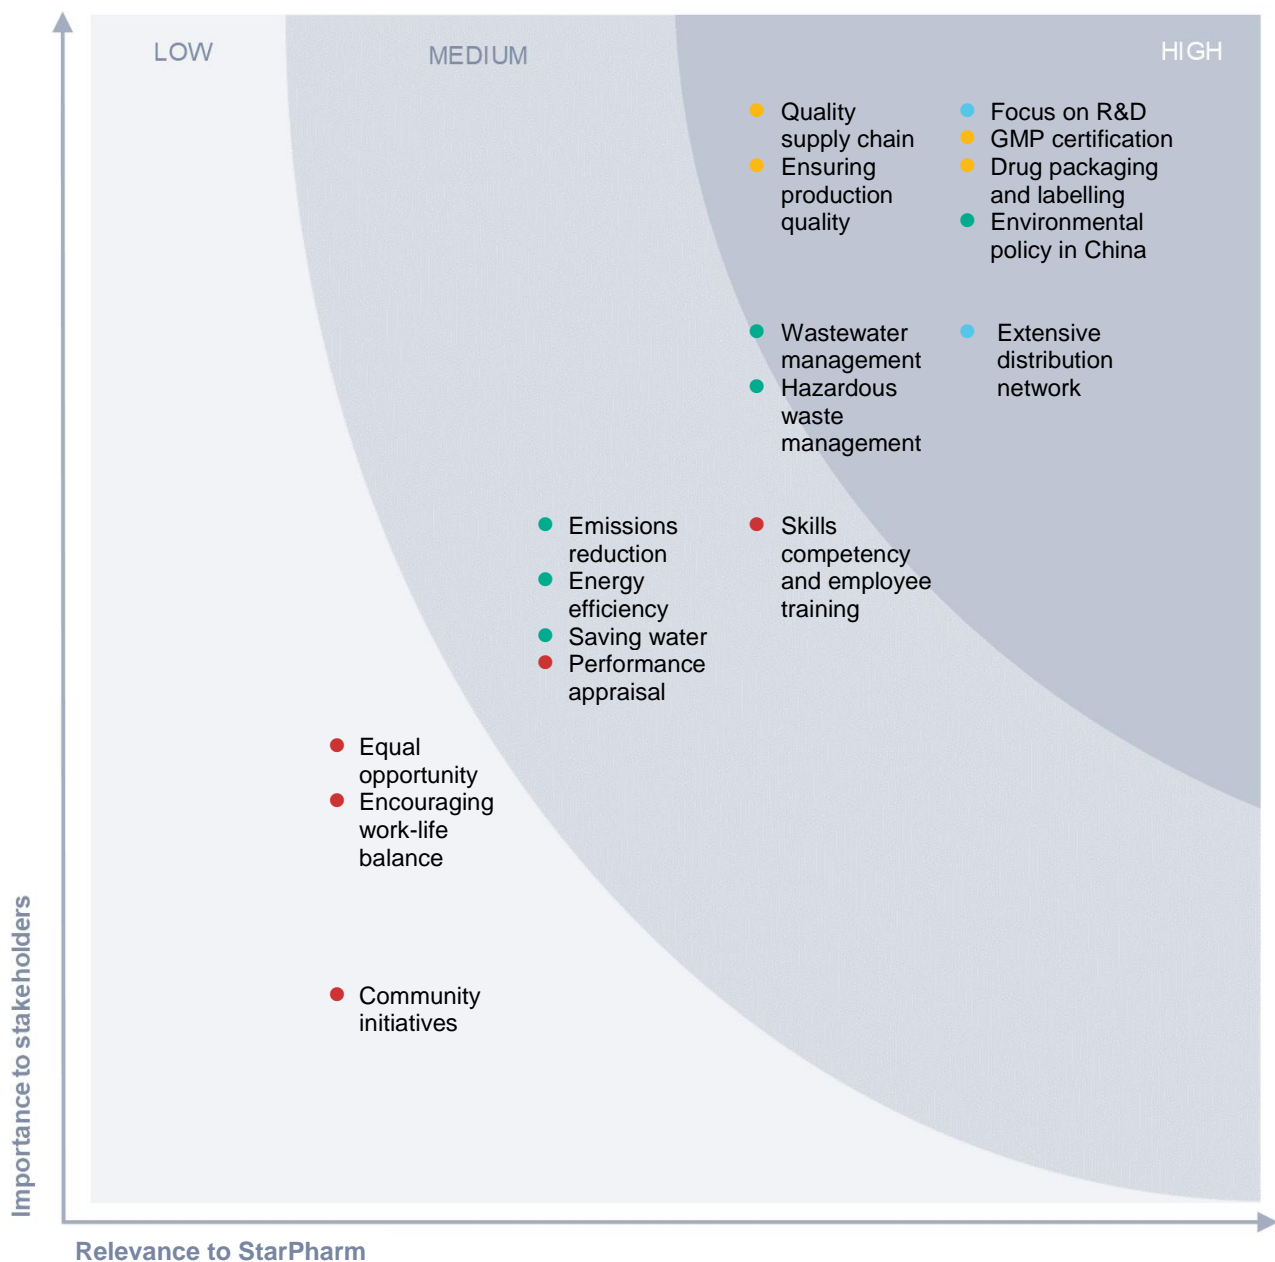 LOW
MEDIUM
HIGH
Quality
supply chain
Ensuring
production
quality
Focus on R&D
GMP certification
Drug packaging
and labelling
Environmental
policy in China
Wastewater
management
Hazardous
waste
management
Extensive
distribution
network
Emissions
reduction
Energy
efficiency
Saving water
Performance
appraisal
Skills
competency
and employee
training
Equal
opportunity
Encouraging
work-life
balance
Community
initiatives
Importance to stakeholders
Relevance to StarPharm